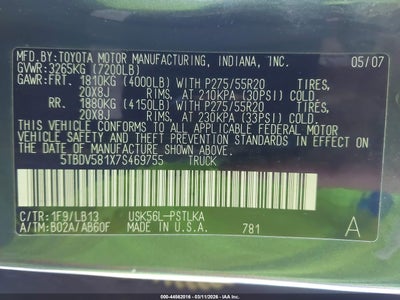 MFD.BY: TOYOTA MOTOR MANUFACTURING, INDIANA, INC. 05/07
GVWR: 3265KG (7200LB)
GAWR: FRT. 1810KG (4000LB) WITH P275/55R20 TIRES,
20X8J RIMS, AT 210KPA (30PSI) COLD.
RR. 1880KG (4150LB) WITH P275/55R20 TIRES,
20X8J RIMS, AT 230KPA (33PSI) COLD.
THIS VEHICLE CONFORMS TO ALL APPLICABLE FEDERAL MOTOR
VEHICLE SAFETY AND THEFT PREVENTION STANDARDS IN EFFECT
ON THE DATE OF MANUFACTURE SHOWN ABOVE.
5TBDV581X7S469755 TRUCK
C/TR: 1F9/LB13 USK56L-PSTLKA
A/TM: B02A/AB60F MADE IN U.S.A. 781 A
000-44582016 - 03/11/2026 -